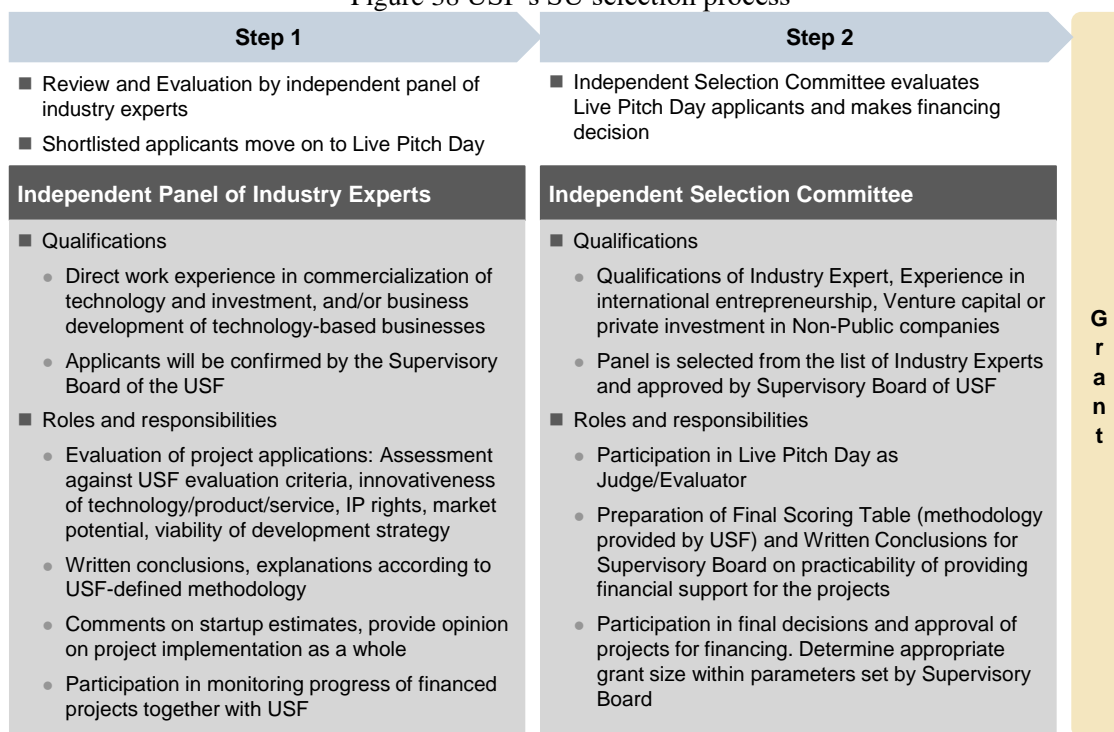 Figure 38 USF's SU selection process
Step 1
■ Review and Evaluation by independent panel of
industry experts
■ Shortlisted applicants move on to Live Pitch Day
Independent Panel of Industry Experts
■ Qualifications
● Direct work experience in commercialization of
technology and investment, and/or business
development of technology-based businesses
● Applicants will be confirmed by the Supervisory
Board of the USF
■ Roles and responsibilities
● Evaluation of project applications: Assessment
against USF evaluation criteria, innovativeness
of technology/product/service, IP rights, market
potential, viability of development strategy
● Written conclusions, explanations according to
USF-defined methodology
● Comments on startup estimates, provide opinion
on project implementation as a whole
● Participation in monitoring progress of financed
projects together with USF
Step 2
■ Independent Selection Committee evaluates
Live Pitch Day applicants and makes financing
decision
Independent Selection Committee
■ Qualifications
● Qualifications of Industry Expert, Experience in
international entrepreneurship, Venture capital or
private investment in Non-Public companies
● Panel is selected from the list of Industry Experts
and approved by Supervisory Board of USF
■ Roles and responsibilities
● Participation in Live Pitch Day as
Judge/Evaluator
● Preparation of Final Scoring Table (methodology
provided by USF) and Written Conclusions for
Supervisory Board on practicability of providing
financial support for the projects
● Participation in final decisions and approval of
projects for financing. Determine appropriate
grant size within parameters set by Supervisory
Board
G
r
a
n
t